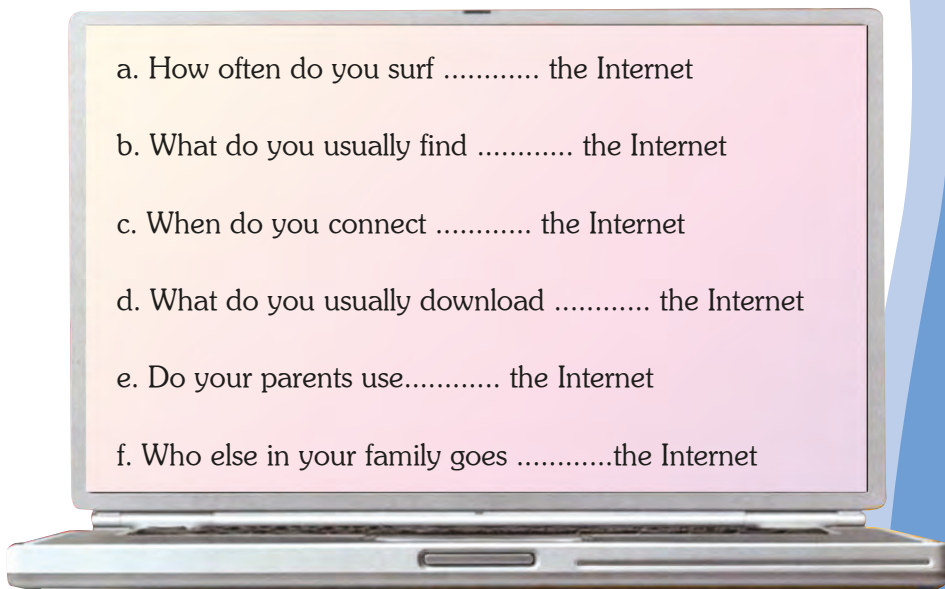 a. How often do you surf ............ the Internet
b. What do you usually find ............ the Internet
c. When do you connect ............ the Internet
d. What do you usually download ............ the Internet
e. Do your parents use............ the Internet
f. Who else in your family goes ............the Internet